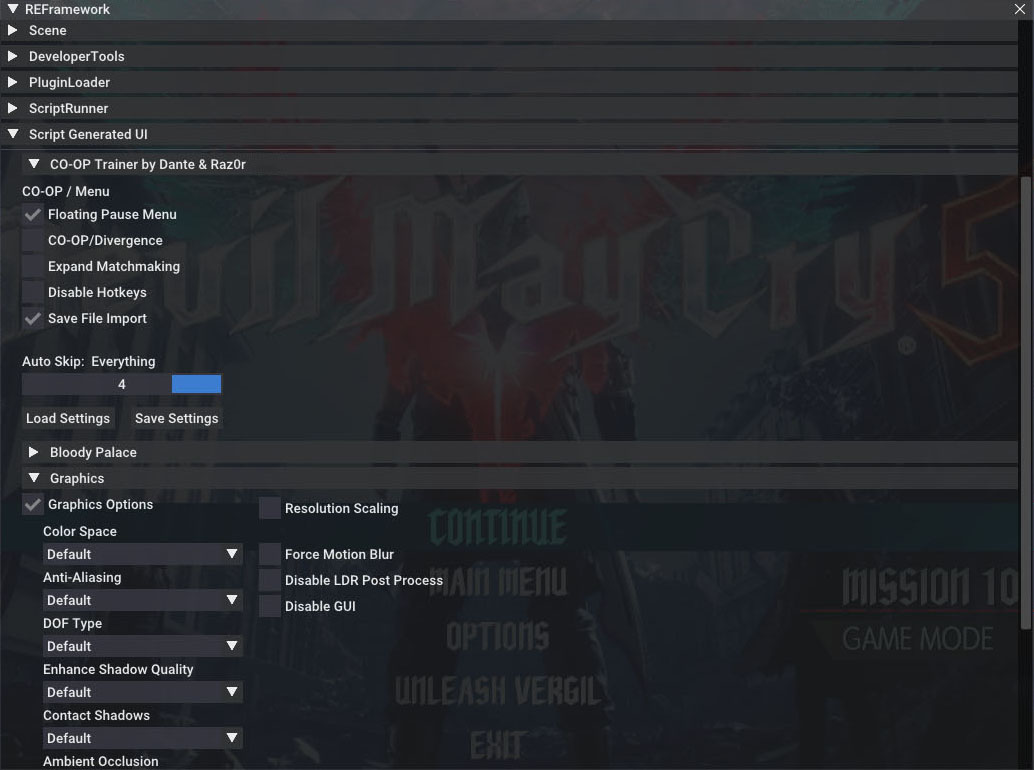 REFramework
Scene
DeveloperTools
PluginLoader
ScriptRunner
Script Generated UI
CO-OP Trainer by Dante & Raz0r
CO-OP / Menu
Floating Pause Menu
CO-OP/Divergence
Expand Matchmaking
Disable Hotkeys
Save File Import
Auto Skip: Everything
4
Load Settings Save Settings
Bloody Palace
Graphics
Graphics Options
Color Space
Default
Anti-Aliasing
Default
DOF Type
Default
Enhance Shadow Quality
Default
Contact Shadows
Default
Ambient Occlusion
Resolution Scaling
Force Motion Blur
Disable LDR Post Process
Disable GUI
Devil May Cry 5
CONTINUE
MAIN MENU
OPTIONS
UNLEASH VERGIL
EXIT
MISSION 10
GAME MODE